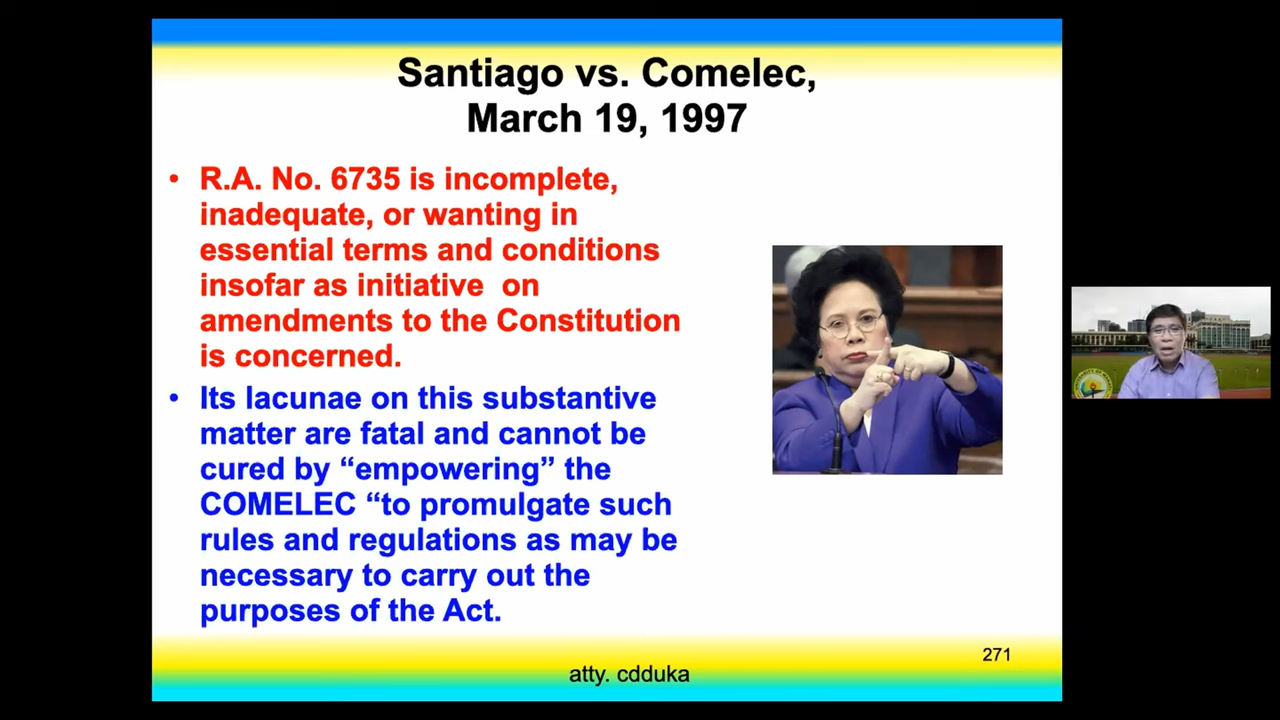 Santiago vs. Comelec,
March 19, 1997
• R.A. No. 6735 is incomplete,
inadequate, or wanting in
essential terms and conditions
insofar as initiative on
amendments to the Constitution
is concerned.
• Its lacunae on this substantive
matter are fatal and cannot be
cured by “empowering” the
COMELEC “to promulgate such
rules and regulations as may be
necessary to carry out the
purposes of the Act.
271
atty. cdduka